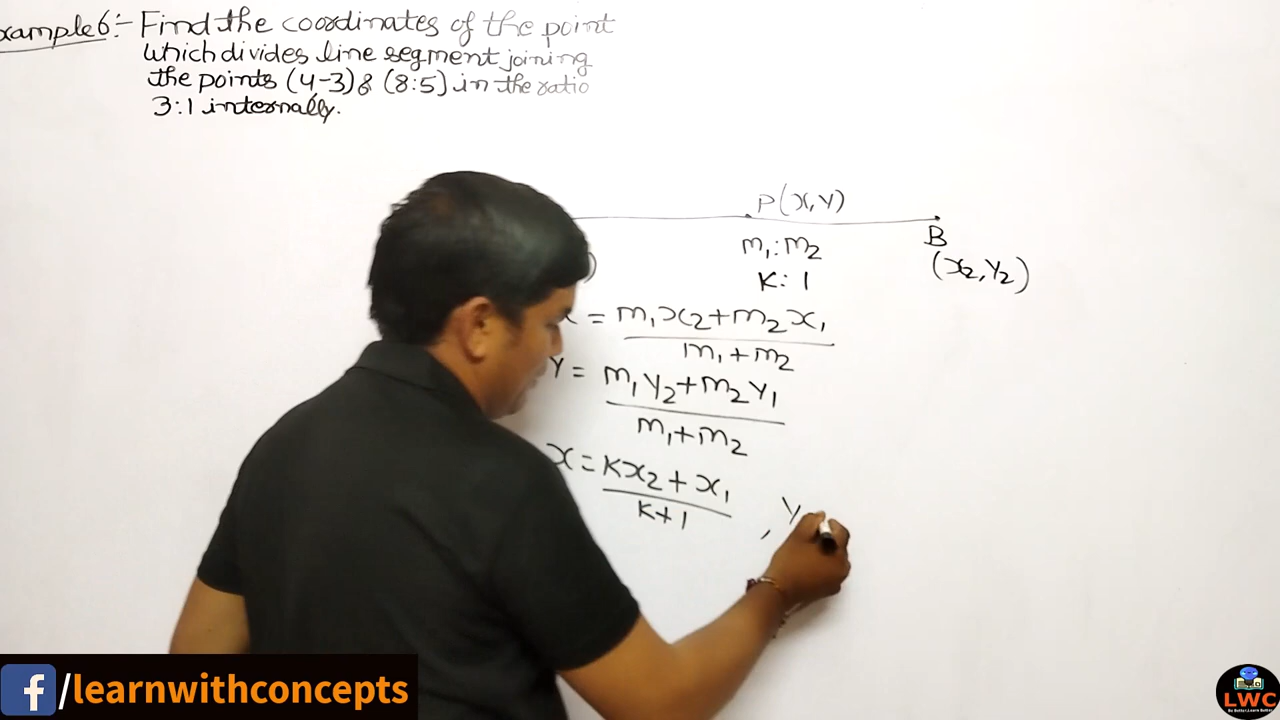 xample 6:- Find the coordinates of the point
which divides line segment joining
the points (4-3) & (8:5) in the ratio
3:1 internally.
P(x,y)
B
m₁:m₂
(x₂,y₂)
)
K:1
x = m₁x₂+m₂x₁ / m₁+m₂
y = m₁y₂+m₂y₁ / m₁+m₂
x = Kx₂+x₁ / K+1 , y
f /learnwithconcepts
LWC